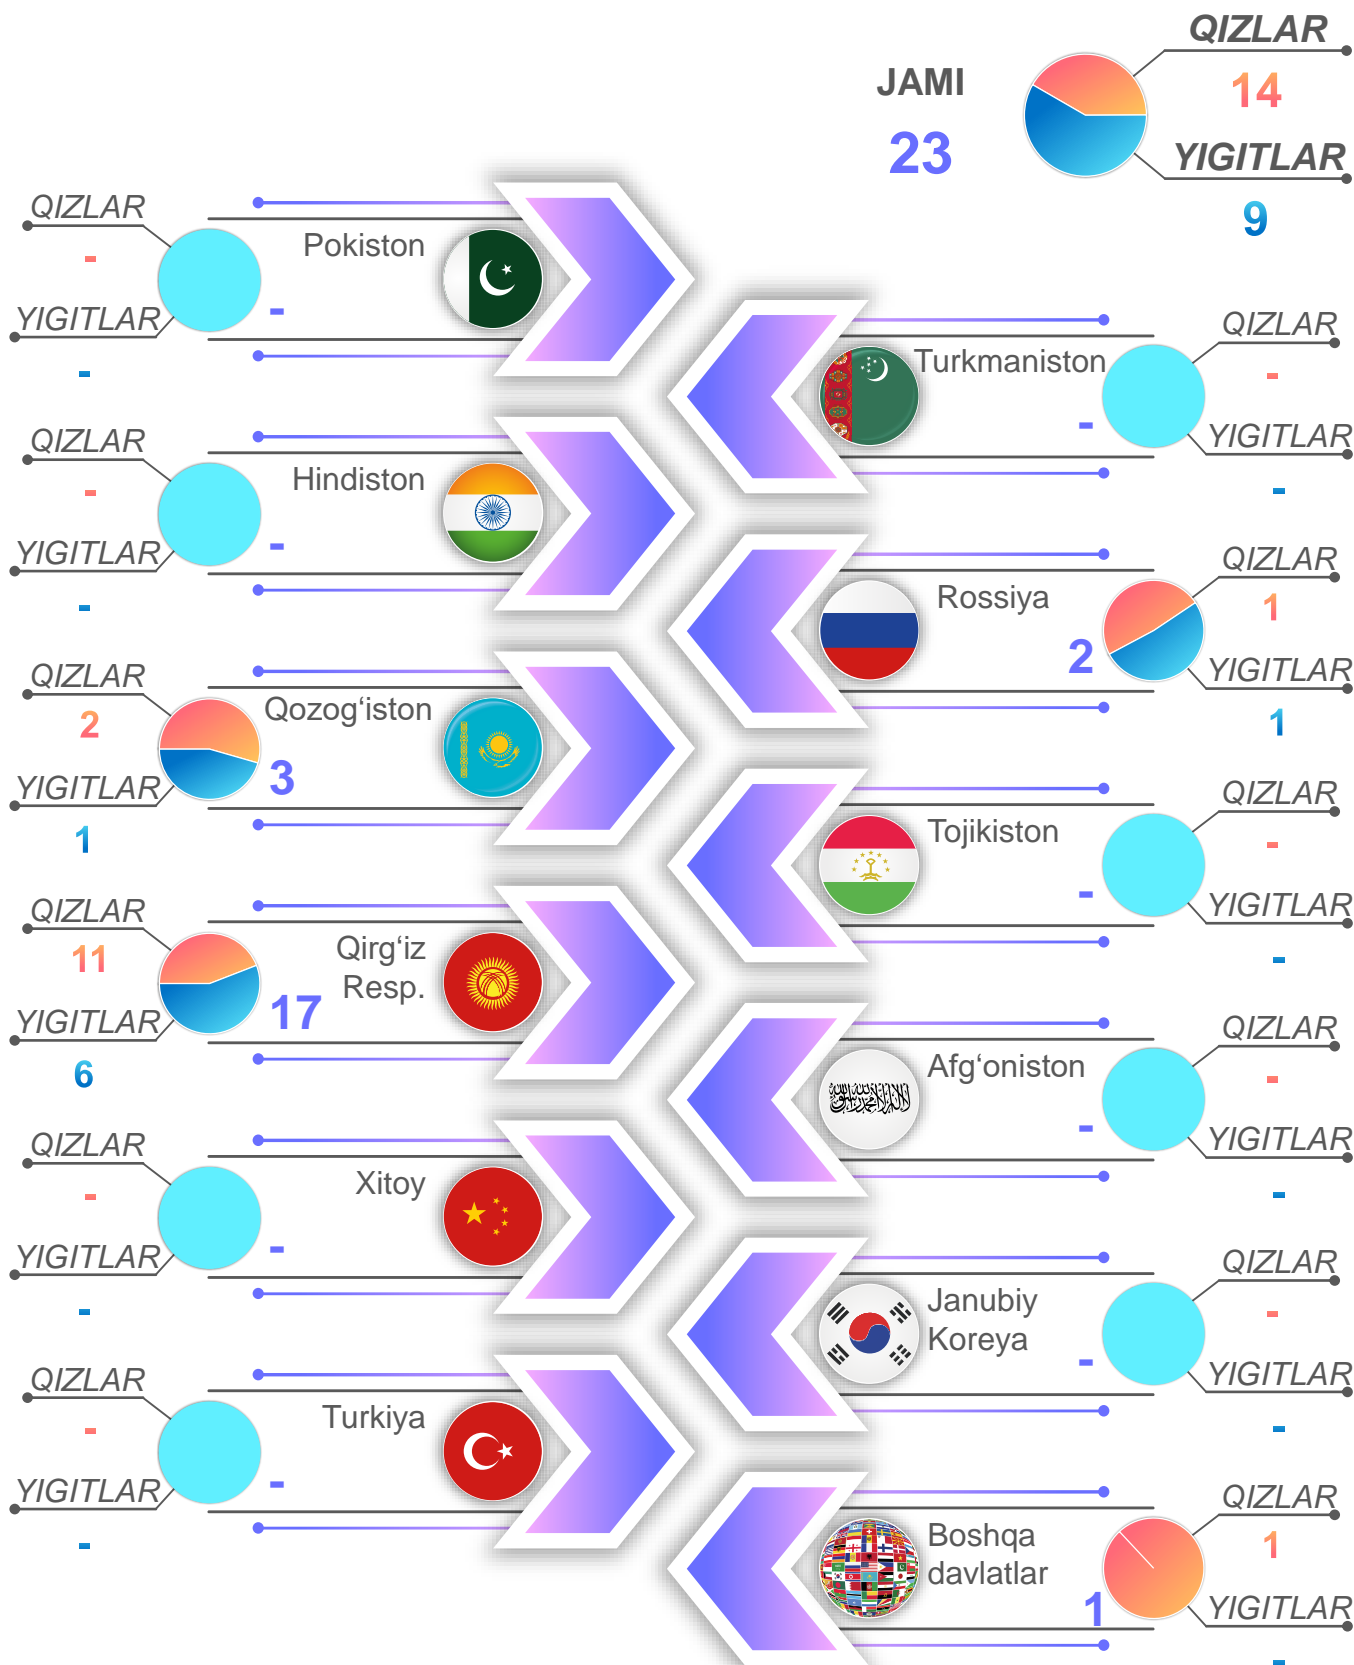 JAMI
23
QIZLAR
14
YIGITLAR
9
QIZLAR
-
YIGITLAR
-
Pokiston
-
Turkmaniston
-
QIZLAR
-
YIGITLAR
-
QIZLAR
-
YIGITLAR
-
Hindiston
-
Rossiya
2
QIZLAR
1
YIGITLAR
1
QIZLAR
2
YIGITLAR
1
Qozog‘iston
3
Tojikiston
-
QIZLAR
-
YIGITLAR
-
QIZLAR
11
YIGITLAR
6
Qirg‘iz
Resp.
17
Afg‘oniston
-
QIZLAR
-
YIGITLAR
-
QIZLAR
-
YIGITLAR
-
Xitoy
-
Janubiy
Koreya
-
QIZLAR
-
YIGITLAR
-
QIZLAR
-
YIGITLAR
-
Turkiya
-
Boshqa
davlatlar
1
QIZLAR
1
YIGITLAR
-